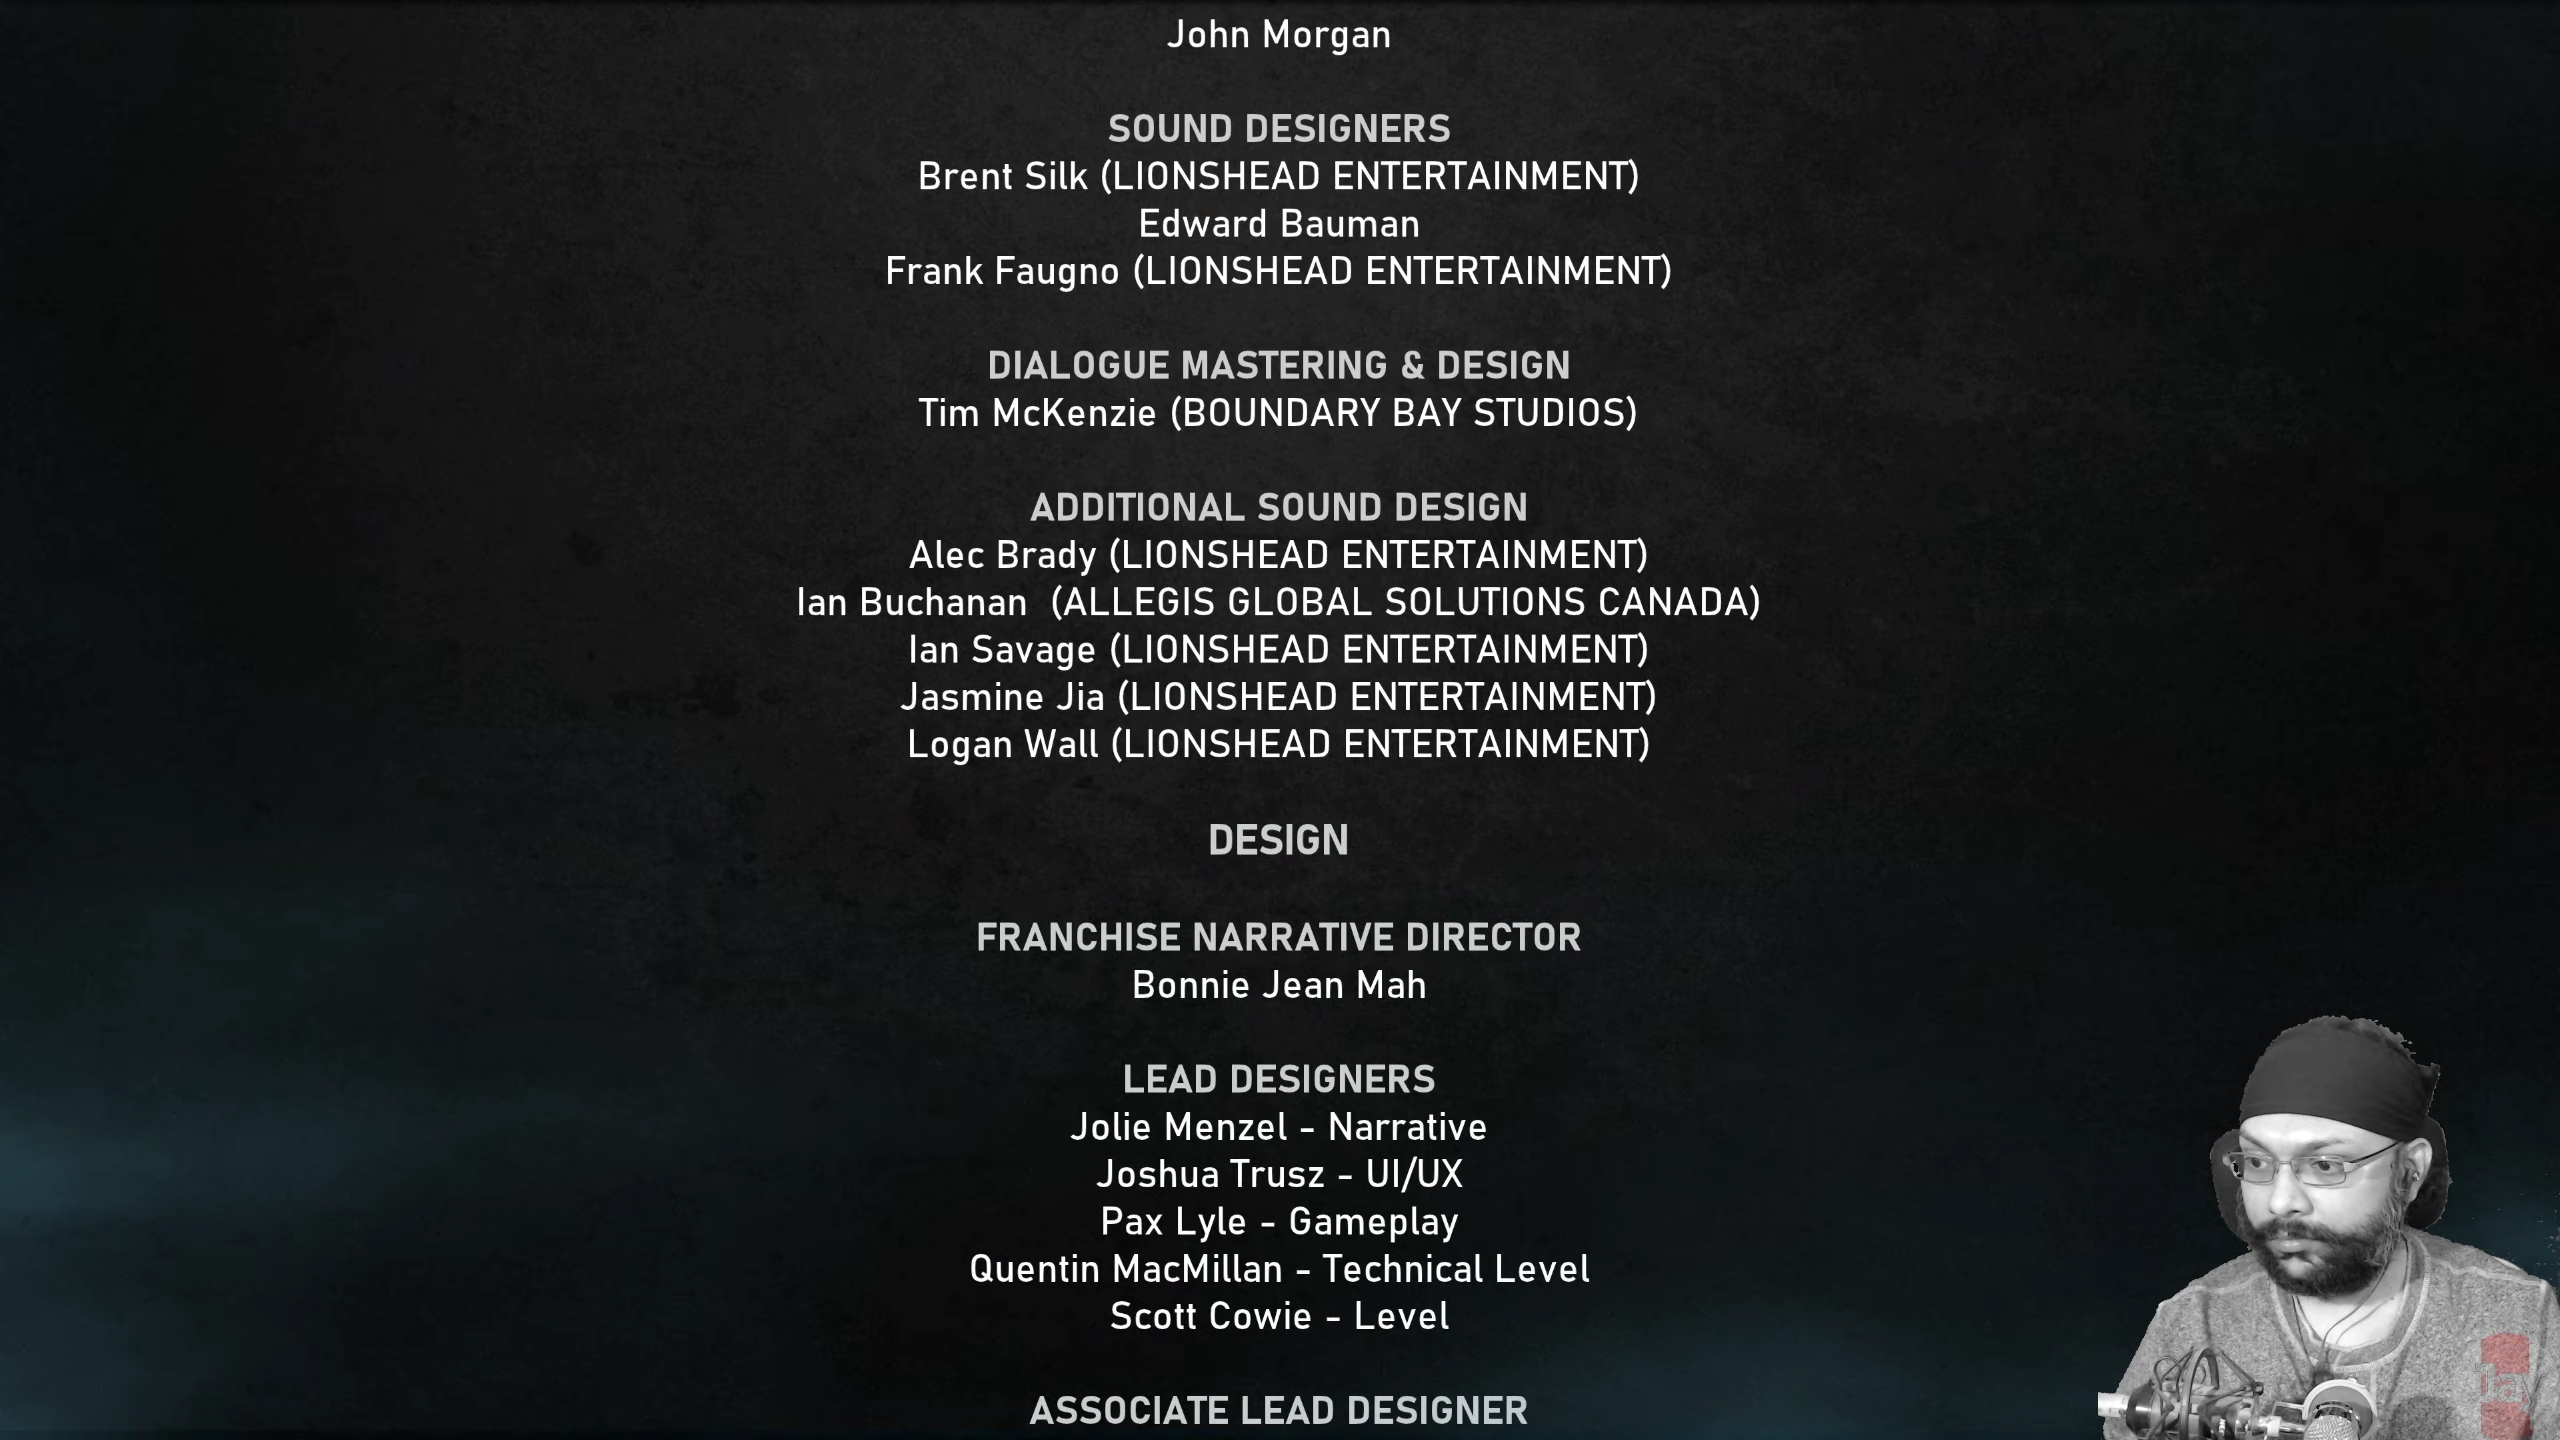 John Morgan
SOUND DESIGNERS
Brent Silk (LIONSHEAD ENTERTAINMENT)
Edward Bauman
Frank Faugno (LIONSHEAD ENTERTAINMENT)
DIALOGUE MASTERING & DESIGN
Tim McKenzie (BOUNDARY BAY STUDIOS)
ADDITIONAL SOUND DESIGN
Alec Brady (LIONSHEAD ENTERTAINMENT)
Ian Buchanan  (ALLEGIS GLOBAL SOLUTIONS CANADA)
Ian Savage (LIONSHEAD ENTERTAINMENT)
Jasmine Jia (LIONSHEAD ENTERTAINMENT)
Logan Wall (LIONSHEAD ENTERTAINMENT)
DESIGN
FRANCHISE NARRATIVE DIRECTOR
Bonnie Jean Mah
LEAD DESIGNERS
Jolie Menzel - Narrative
Joshua Trusz - UI/UX
Pax Lyle - Gameplay
Quentin MacMillan - Technical Level
Scott Cowie - Level
ASSOCIATE LEAD DESIGNER